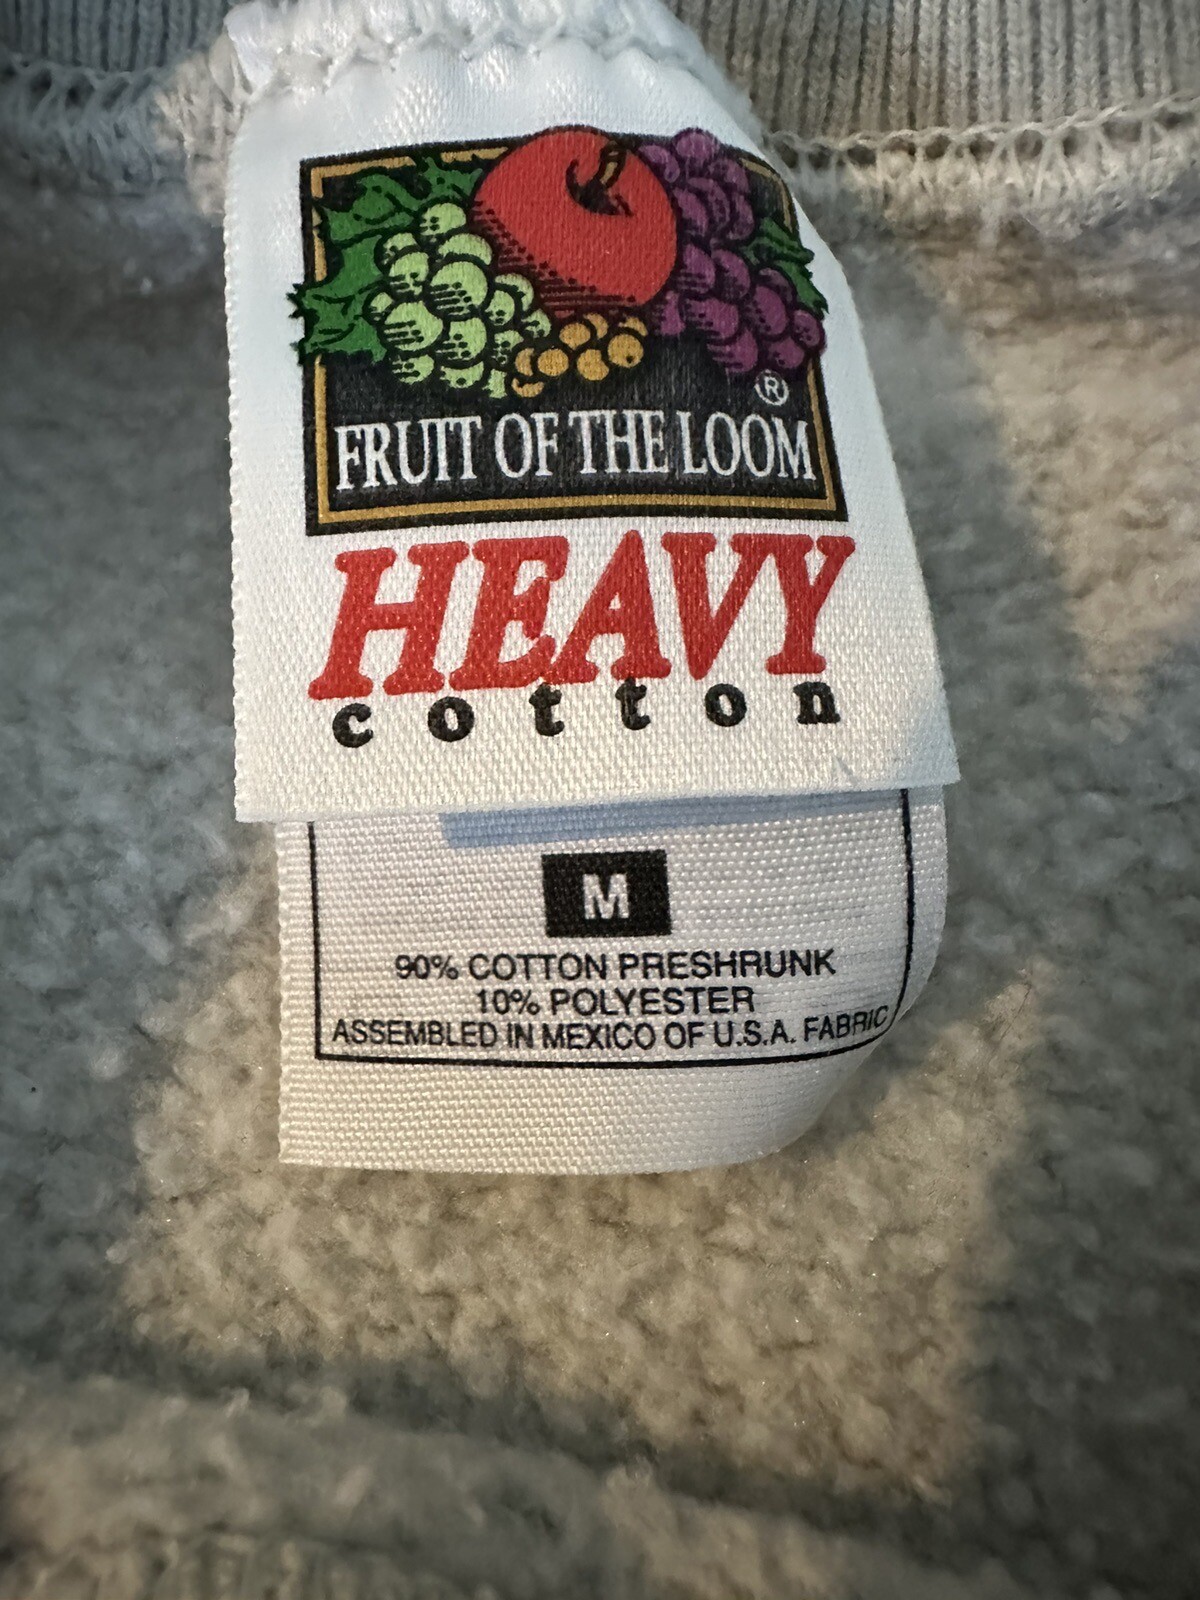 ®
FRUIT OF THE LOOM
HEAVY
cotton
M
90% COTTON PRESHRUNK
10% POLYESTER
ASSEMBLED IN MEXICO OF U.S.A. FABRIC